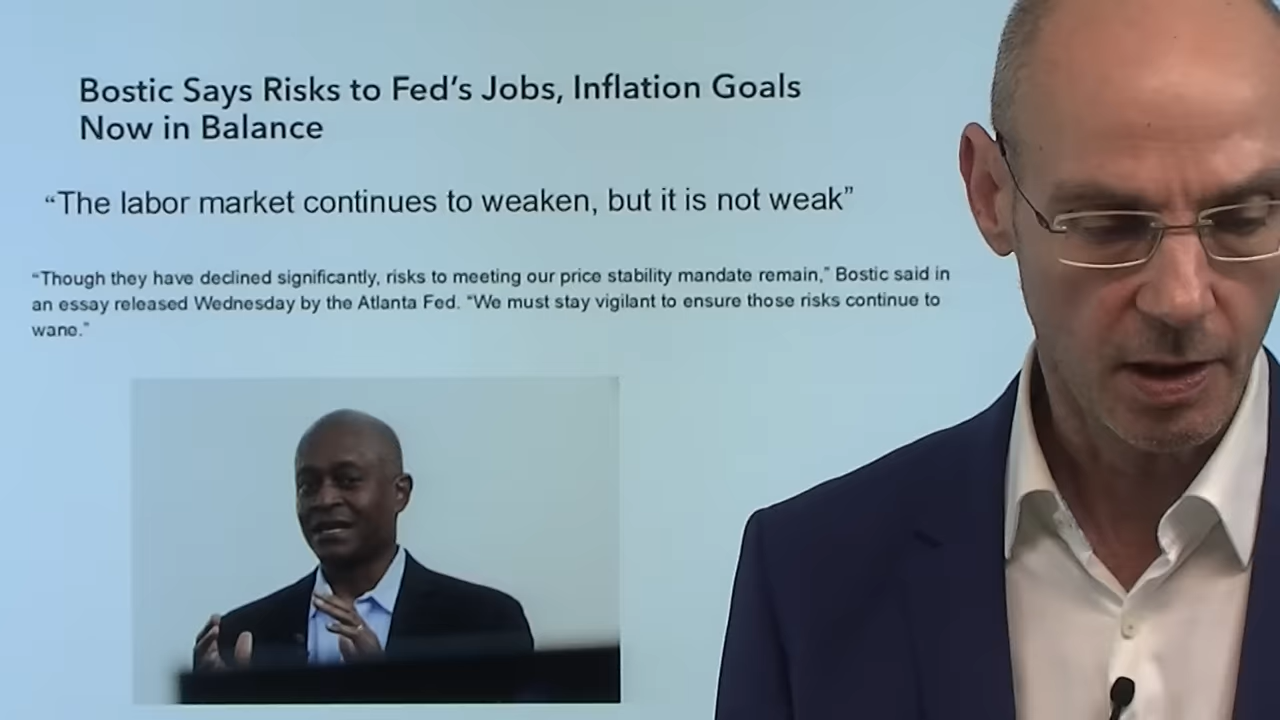 Bostic Says Risks to Fed's Jobs, Inflation Goals
Now in Balance
“The labor market continues to weaken, but it is not weak”
“Though they have declined significantly, risks to meeting our price stability mandate remain,” Bostic said in
an essay released Wednesday by the Atlanta Fed. “We must stay vigilant to ensure those risks continue to
wane.”